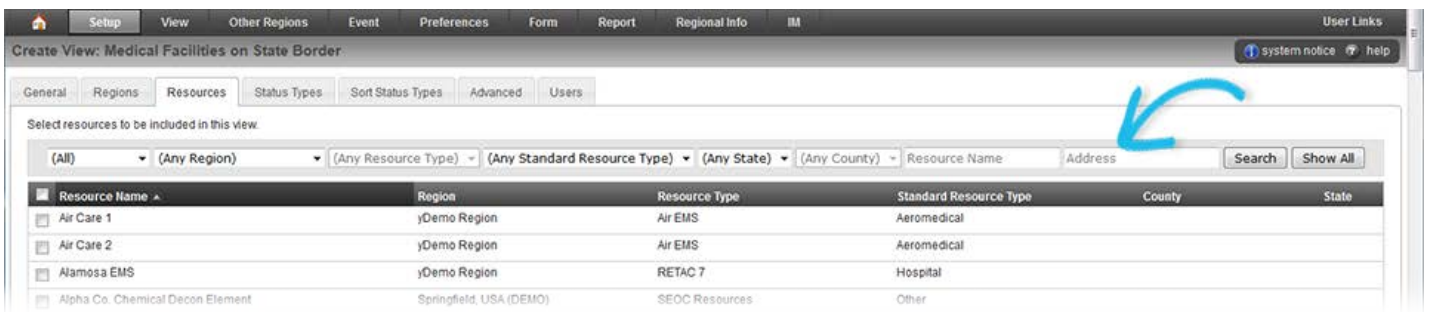 Setup View Other Regions Event Preferences Form Report Regional Info IM User Links
Create View: Medical Facilities on State Border system notice help
General Regions Resources Status Types Sort Status Types Advanced Users
Select resources to be included in this view.
(All) (Any Region) (Any Resource Type) (Any Standard Resource Type) (Any State) (Any County) Resource Name Address Search Show All
Resource Name Region Resource Type Standard Resource Type County State
Air Care 1 yDemo Region Air EMS Aeromedical
Air Care 2 yDemo Region Air EMS Aeromedical
Alamosa EMS yDemo Region RETAC 7 Hospital
Alpha Co. Chemical Decon Element Springfield, USA (DEMO) SEOC Resources Other